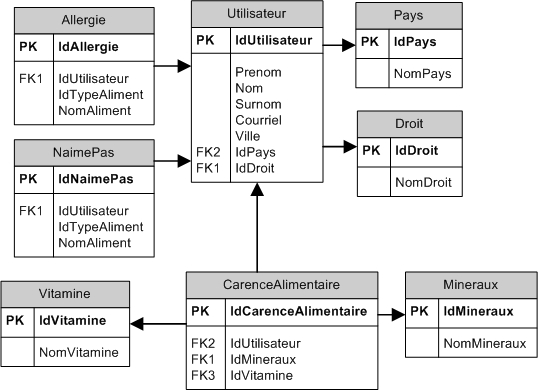 Allergie
PK IdAllergie
FK1 IdUtilisateur
IdTypeAliment
NomAliment
Utilisateur
PK IdUtilisateur
Prenom
Nom
Surnom
Courriel
Ville
FK2 IdPays
FK1 IdDroit
Pays
PK IdPays
NomPays
Droit
PK IdDroit
NomDroit
NaimePas
PK IdNaimePas
FK1 IdUtilisateur
IdTypeAliment
NomAliment
Vitamine
PK IdVitamine
NomVitamine
CarenceAlimentaire
PK IdCarenceAlimentaire
FK2 IdUtilisateur
FK1 IdMineraux
FK3 IdVitamine
Mineraux
PK IdMineraux
NomMineraux